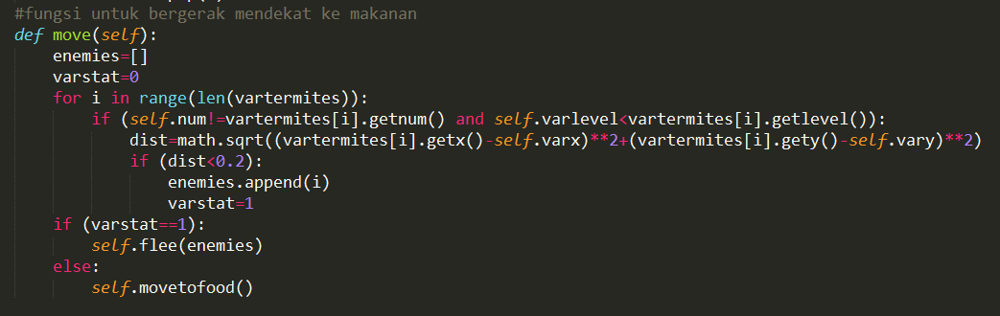 #fungsi untuk bergerak mendekat ke makanan
def move(self):
    enemies=[]
    varstat=0
    for i in range(len(vartermites)):
        if (self.num!=vartermites[i].getnum() and self.varlevel<vartermites[i].getlevel()):
            dist=math.sqrt((vartermites[i].getx()-self.varx)**2+(vartermites[i].gety()-self.vary)**2)
            if (dist<0.2):
                enemies.append(i)
                varstat=1
    if (varstat==1):
        self.flee(enemies)
    else:
        self.movetofood()